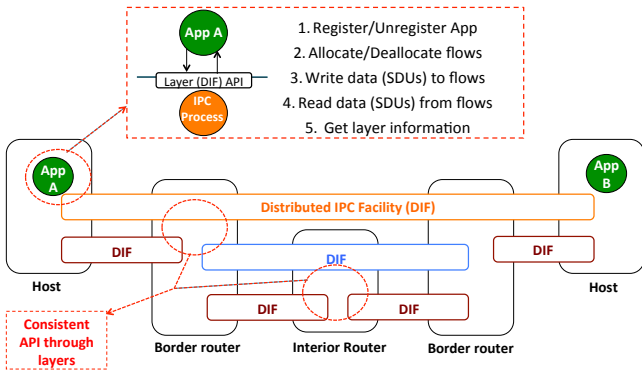 App A
Layer (DIF) API
IPC
Process
1. Register/Unregister App
2. Allocate/Deallocate flows
3. Write data (SDUs) to flows
4. Read data (SDUs) from flows
5. Get layer information
App
A
App
B
Distributed IPC Facility (DIF)
DIF
DIF
DIF
Host
Host
DIF
DIF
Consistent
API through
layers
Border router
Interior Router
Border router